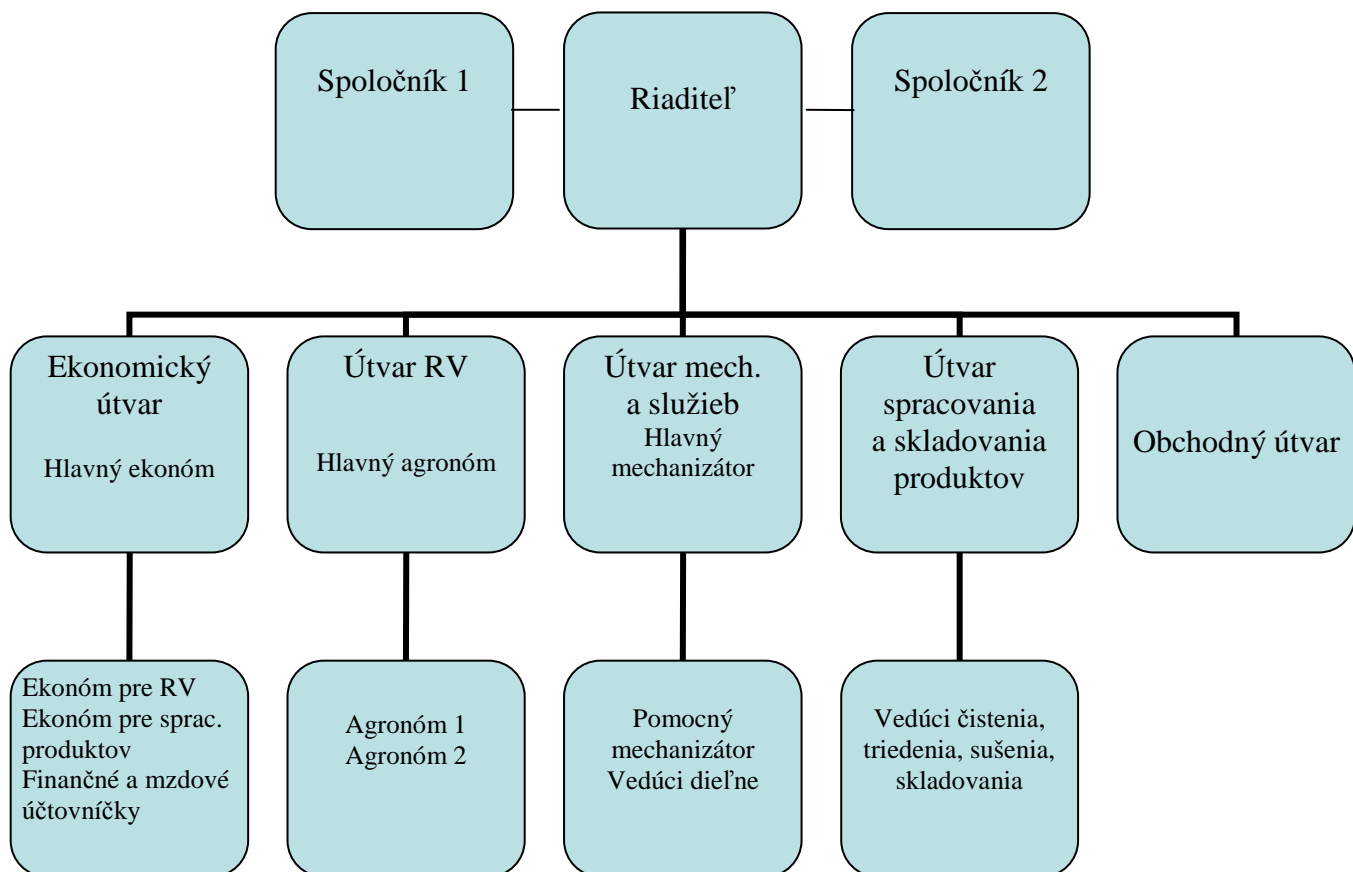 Spoločník 1
Riaditeľ
Spoločník 2
Ekonomický
útvar
Hlavný ekonóm
Útvar RV
Hlavný agronóm
Útvar mech.
a služieb
Hlavný
mechanizátor
Útvar
spracovania
a skladovania
produktov
Obchodný útvar
Ekonóm pre RV
Ekonóm pre sprac.
produktov
Finančné a mzdové
účtovníčky
Agronóm 1
Agronóm 2
Pomocný
mechanizátor
Vedúci dieľne
Vedúci čistenia,
triedenia, sušenia,
skladovania